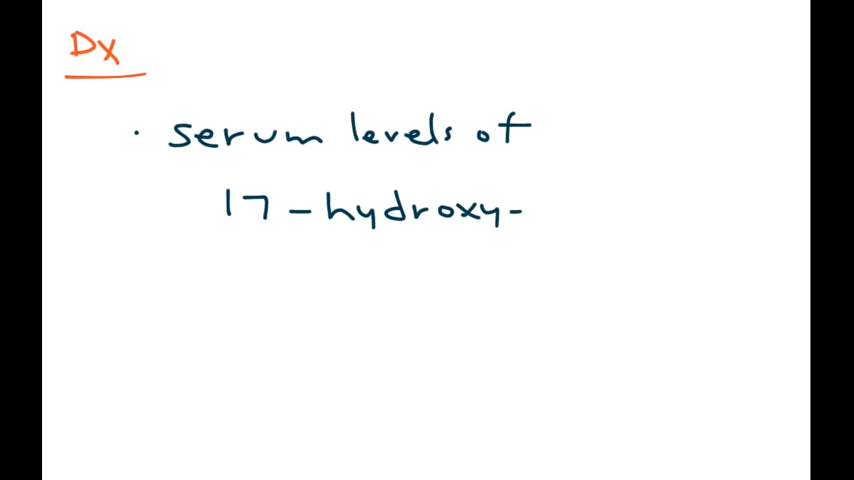 Dx
· serum levels of
17-hydroxy-